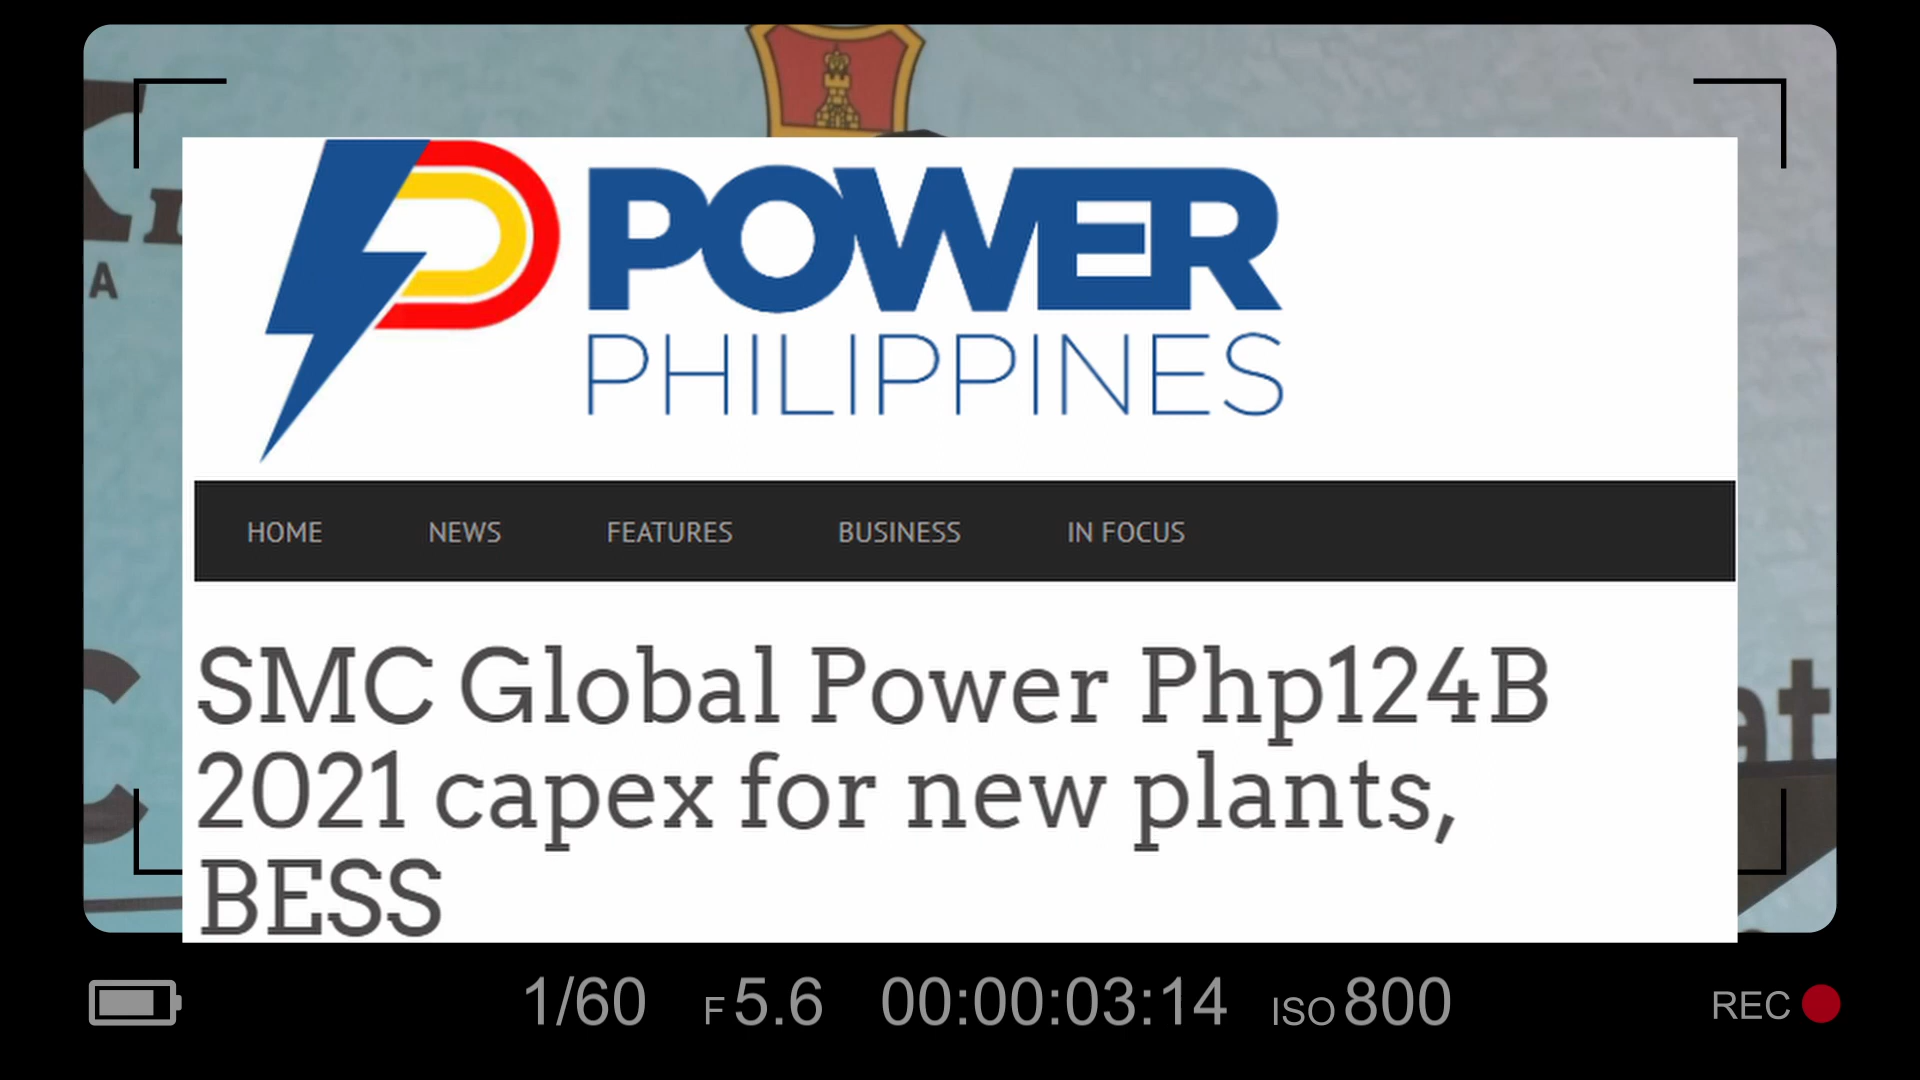 A
POWER
PHILIPPINES
HOME NEWS FEATURES BUSINESS IN FOCUS
SMC Global Power Php124B
2021 capex for new plants,
BESS
1/60 F5.6 00:00:03:14 ISO800 REC